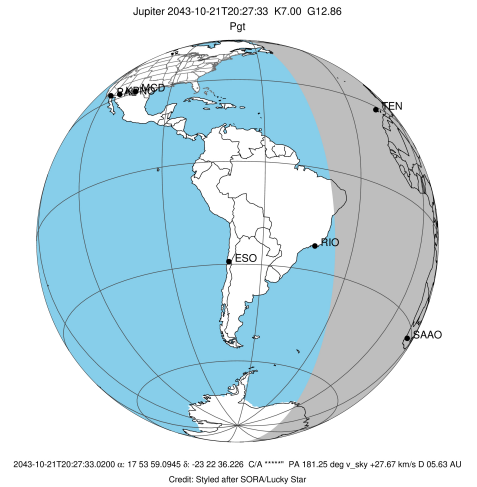 Jupiter 2043-10-21T20:27:33 K7.00 G12.86
Pgt
MCD
TEN
RIO
ESO
SAAO
2043-10-21T20:27:33.0200 α: 17 53 59.0945 δ: -23 22 36.226 C/A *****" PA 181.25 deg v_sky +27.67 km/s D 05.63 AU
Credit: Styled after SORA/Lucky Star